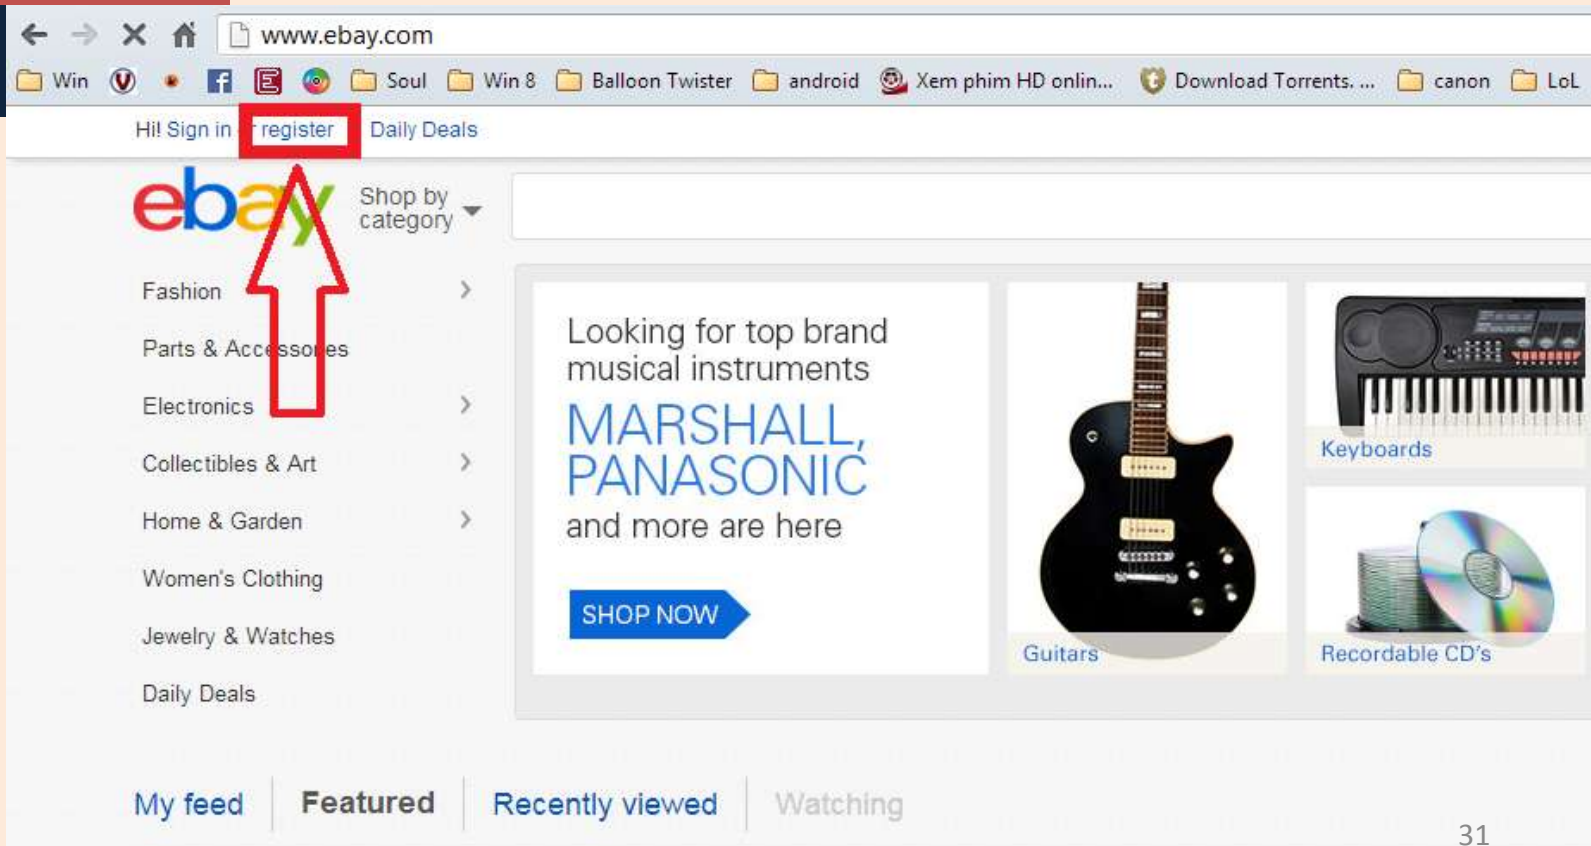 www.ebay.com
Win Soul Win 8 Balloon Twister android Xem phim HD onlin... Download Torrents. ... canon LoL
Hi! Sign in or register Daily Deals
ebay
Shop by
category
Fashion
Parts & Accessories
Electronics
Collectibles & Art
Home & Garden
Women's Clothing
Jewelry & Watches
Daily Deals
Looking for top brand
musical instruments
MARSHALL,
PANASONIC
and more are here
SHOP NOW
Guitars
Keyboards
Recordable CD's
My feed Featured Recently viewed Watching
31